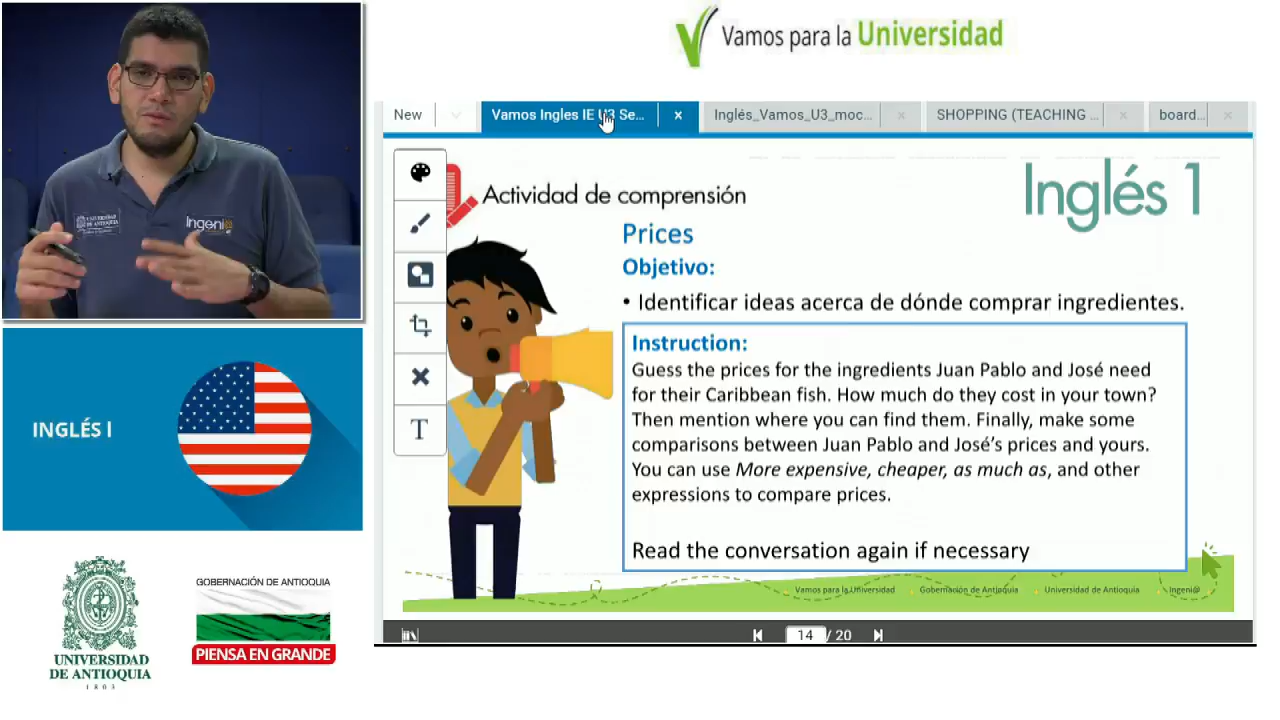 Vamos para la Universidad
New
Vamos Ingles IE U3 Se...
Inglés_Vamos_U3_moc...
SHOPPING (TEACHING ...
board...
Actividad de comprensión
Inglés 1
Prices
Objetivo:
• Identificar ideas acerca de dónde comprar ingredientes.
Instruction:
Guess the prices for the ingredients Juan Pablo and José need
for their Caribbean fish. How much do they cost in your town?
Then mention where you can find them. Finally, make some
comparisons between Juan Pablo and José's prices and yours.
You can use More expensive, cheaper, as much as, and other
expressions to compare prices.
Read the conversation again if necessary
Vamos para la Universidad
Gobernación de Antioquia
Universidad de Antioquia
Ingeni@
14 / 20
UNIVERSIDAD
DE ANTIOQUIA
ingeni@
INGLÉS I
UNIVERSIDAD
DE ANTIOQUIA
1803
GOBERNACIÓN DE ANTIOQUIA
PIENSA EN GRANDE
T